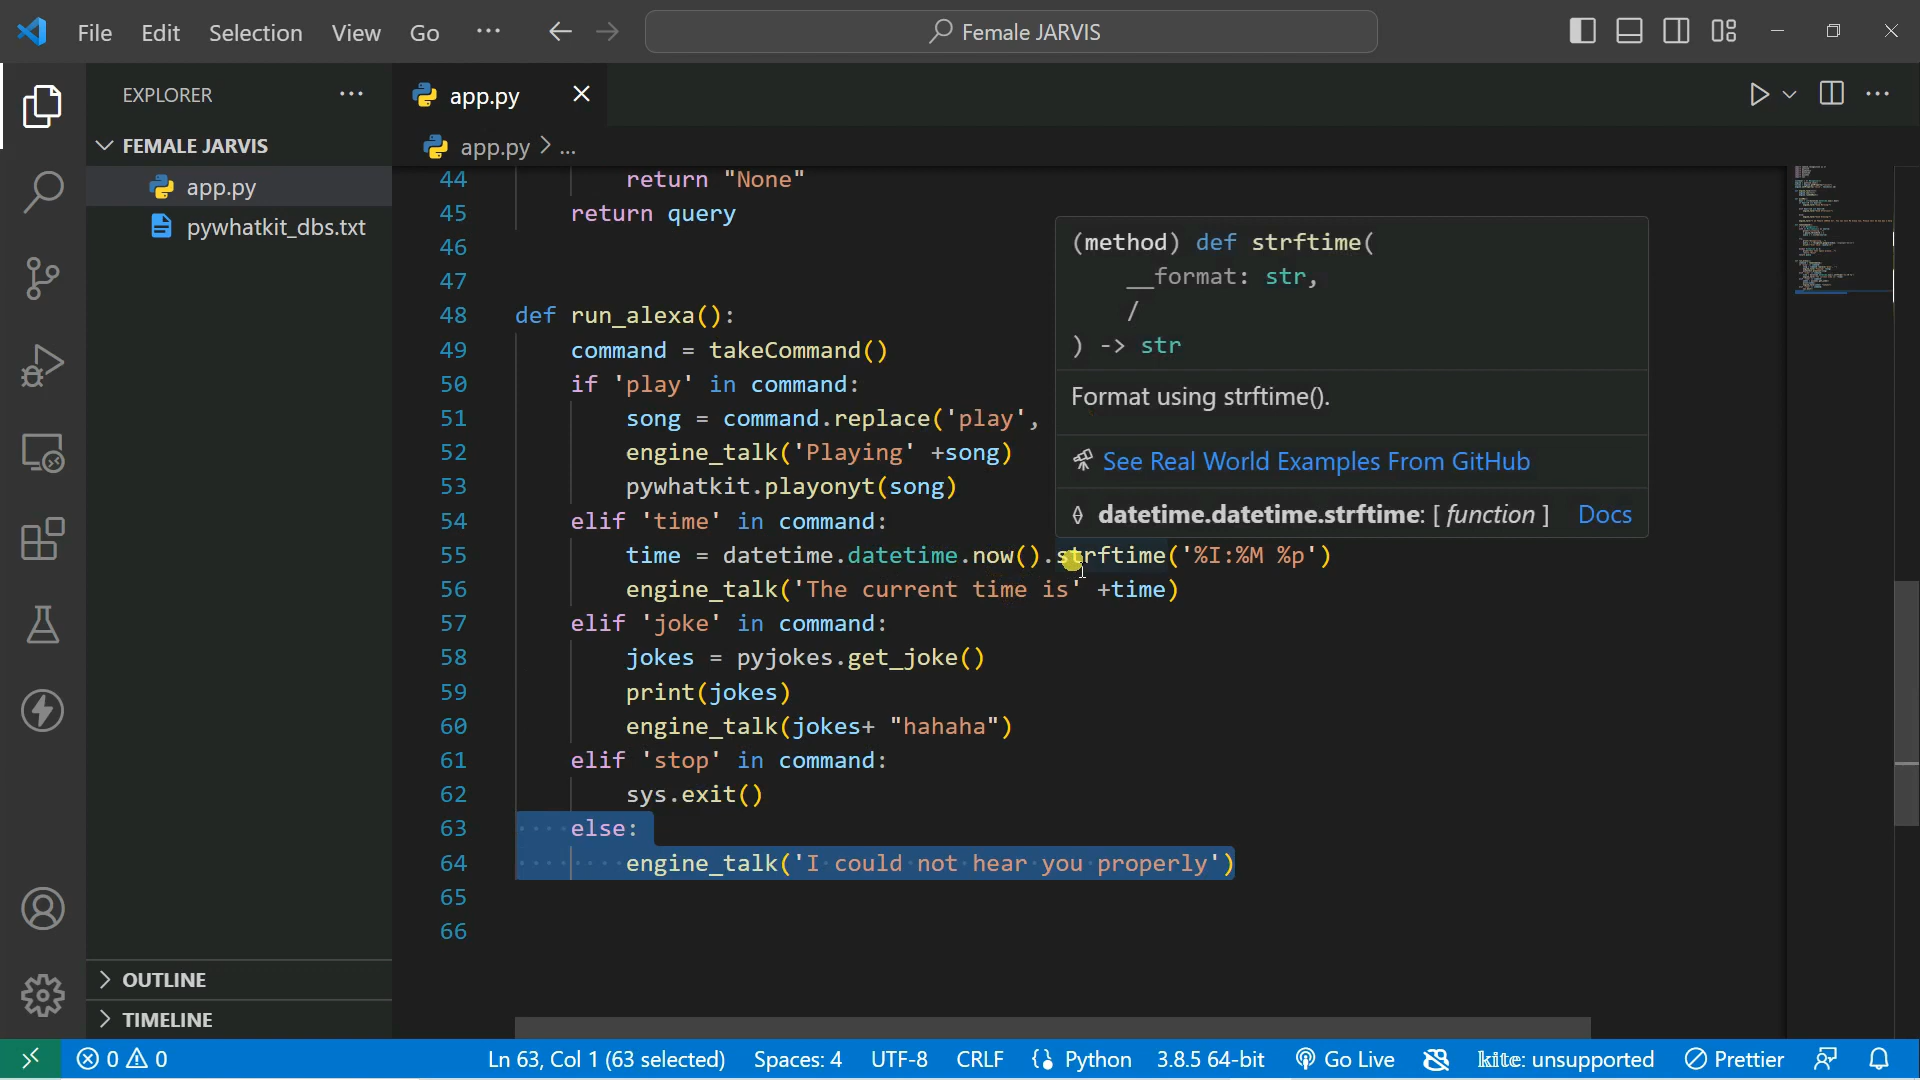 File Edit Selection View Go ··· Female JARVIS
EXPLORER ···
FEMALE JARVIS
app.py
pywhatkit_dbs.txt
OUTLINE
TIMELINE
app.py
app.py > ...
44 return "None"
45 return query
46
47
48 def run_alexa():
49 command = takeCommand()
50 if 'play' in command:
51 song = command.replace('play',
52 engine_talk('Playing' +song)
53 pywhatkit.playonyt(song)
54 elif 'time' in command:
55 time = datetime.datetime.now().strftime('%I:%M %p')
56 engine_talk('The current time is' +time)
57 elif 'joke' in command:
58 jokes = pyjokes.get_joke()
59 print(jokes)
60 engine_talk(jokes+ "hahaha")
61 elif 'stop' in command:
62 sys.exit()
63 else:
64 engine_talk('I could not hear you properly')
65
66
(method) def strftime(
__format: str,
/
) -> str
Format using strftime().
See Real World Examples From GitHub
datetime.datetime.strftime: [ function ] Docs
0 0 Ln 63, Col 1 (63 selected) Spaces: 4 UTF-8 CRLF Python 3.8.5 64-bit Go Live kite: unsupported Prettier